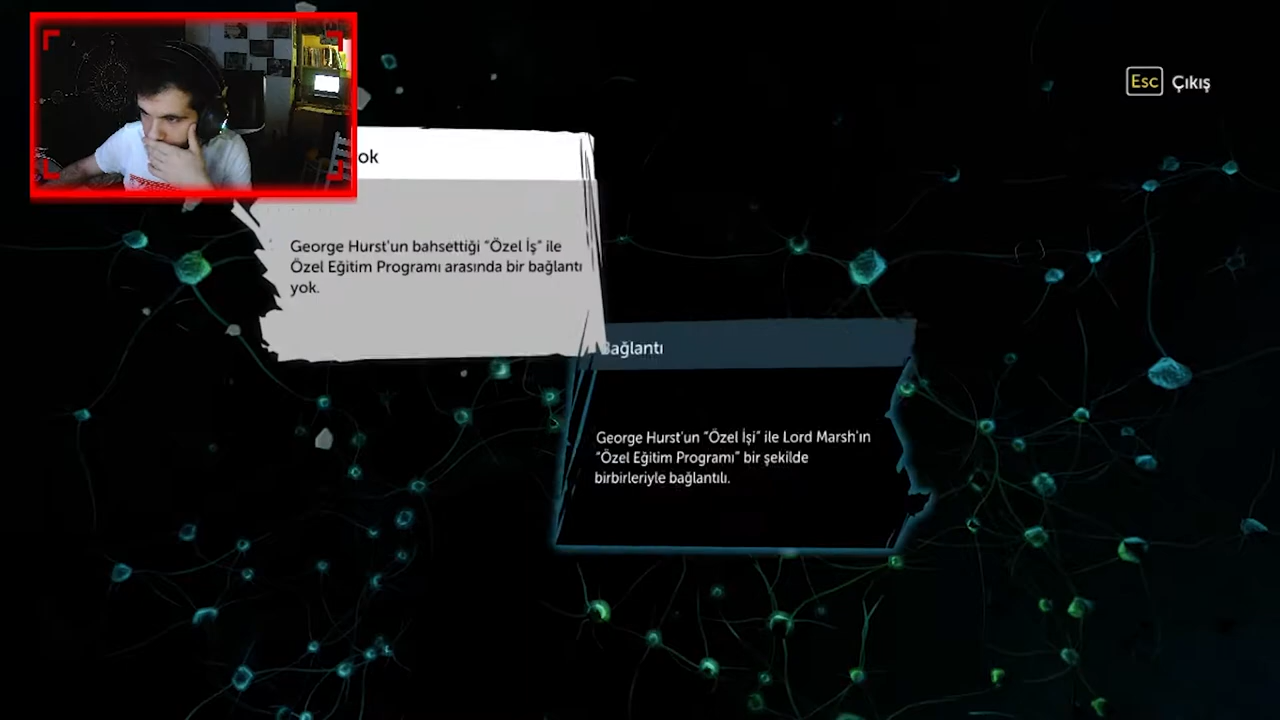 Esc Çıkış
ok
George Hurst'un bahsettiği "Özel İş" ile
Özel Eğitim Programı arasında bir bağlantı
yok.
Bağlantı
George Hurst'un "Özel İşi" ile Lord Marsh'ın
"Özel Eğitim Programı" bir şekilde
birbirleriyle bağlantılı.